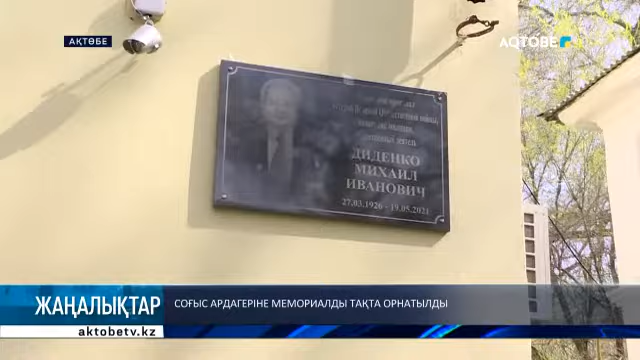 АҚТӨБЕ
AQTOBE
ДИДЕНКО
МИХАИЛ
ИВАНОВИЧ
27.03.1926 - 19.05.2021
ЖАҢАЛЫҚТАР
СОҒЫС АРДАГЕРІНЕ МЕМОРИАЛДЫ ТАҚТА ОРНАТЫЛДЫ
aktobetv.kz